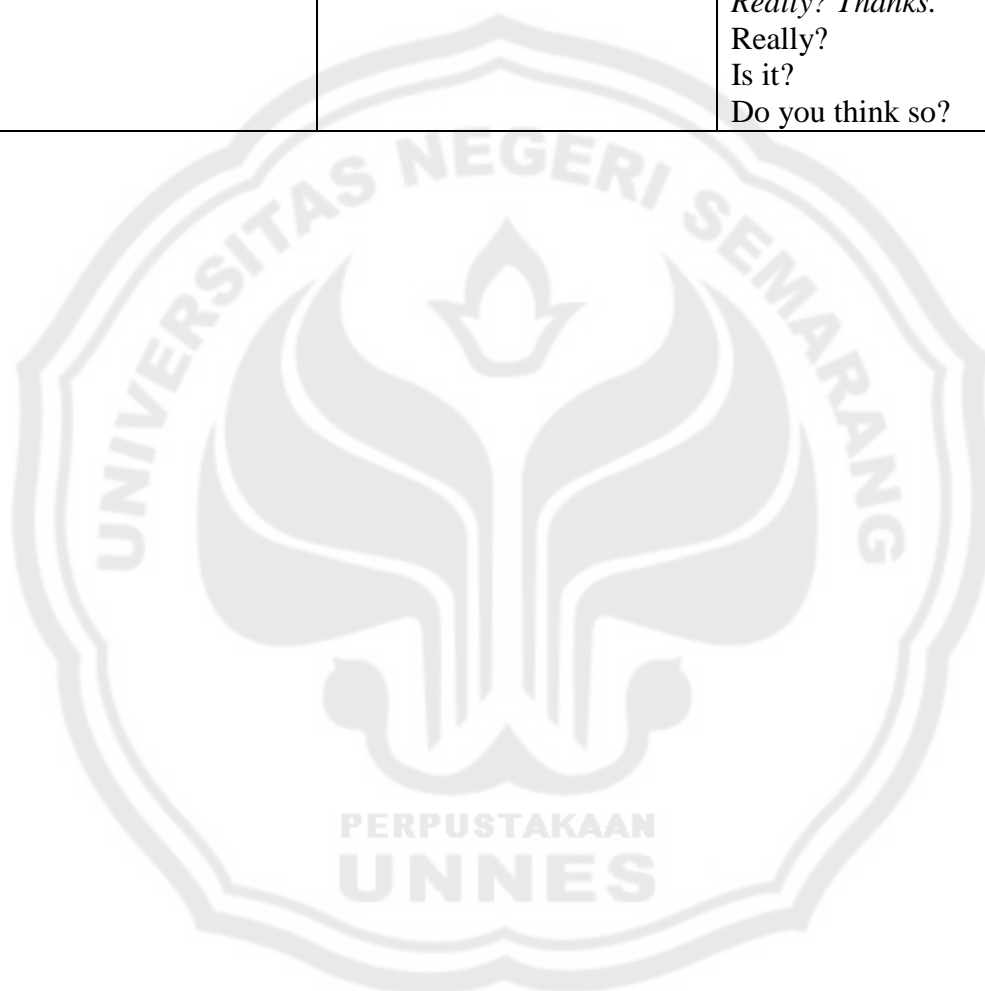 Really? Thanks.
Really?
Is it?
Do you think so?
UNIVERSITAS NEGERI SEMARANG
PERPUSTAKAAN
UNNES